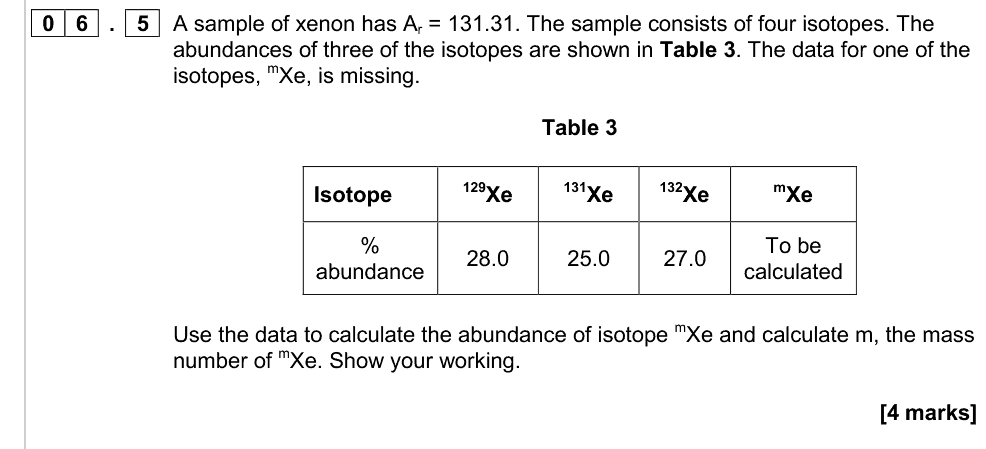 0 6 . 5 A sample of xenon has Aᵣ = 131.31. The sample consists of four isotopes. The
abundances of three of the isotopes are shown in Table 3. The data for one of the
isotopes, ᵐXe, is missing.
Table 3
Isotope ¹²⁹Xe ¹³¹Xe ¹³²Xe ᵐXe
% abundance 28.0 25.0 27.0 To be calculated
Use the data to calculate the abundance of isotope ᵐXe and calculate m, the mass
number of ᵐXe. Show your working.
[4 marks]